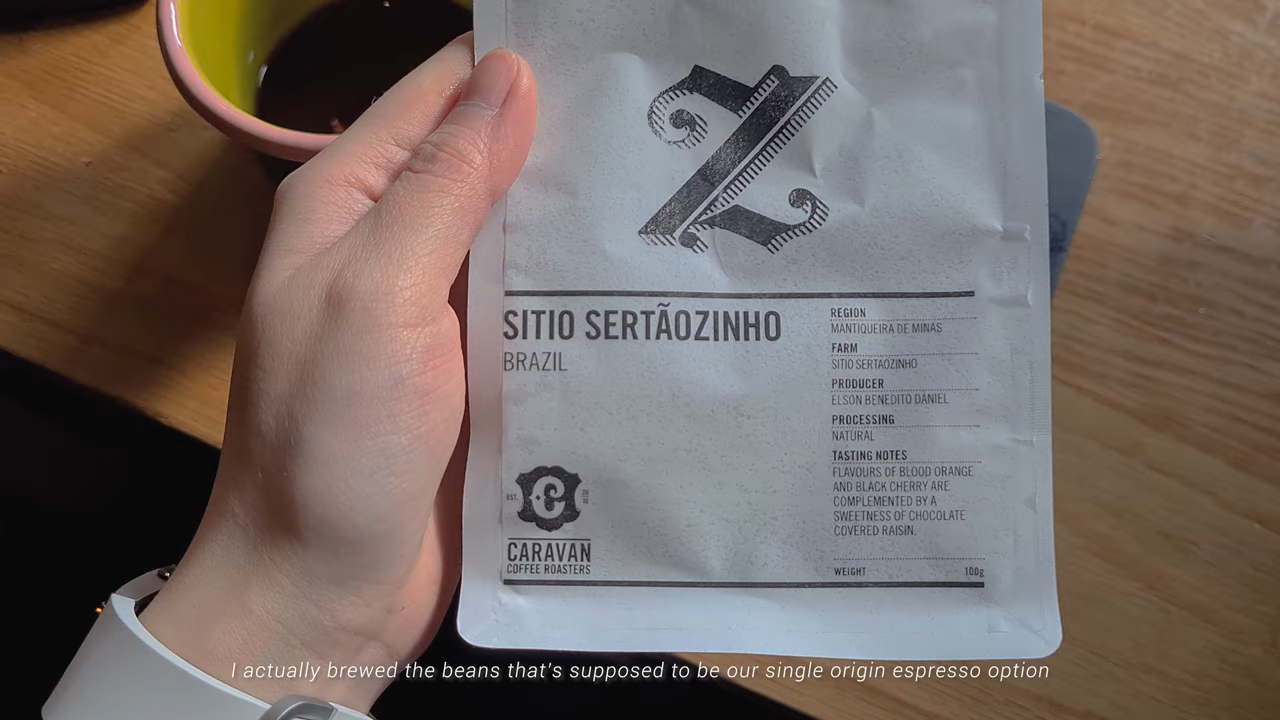 Z
SITIO SERTÃOZINHO
BRAZIL
REGION
MANTIQUEIRA DE MINAS
FARM
SITIO SERTAOZINHO
PRODUCER
ELSON BENEDITO DANIEL
PROCESSING
NATURAL
TASTING NOTES
FLAVOURS OF BLOOD ORANGE
AND BLACK CHERRY ARE
COMPLEMENTED BY A
SWEETNESS OF CHOCOLATE
COVERED RAISIN.
WEIGHT 100g
EST.
C
CARAVAN
COFFEE ROASTERS
I actually brewed the beans that's supposed to be our single origin espresso option